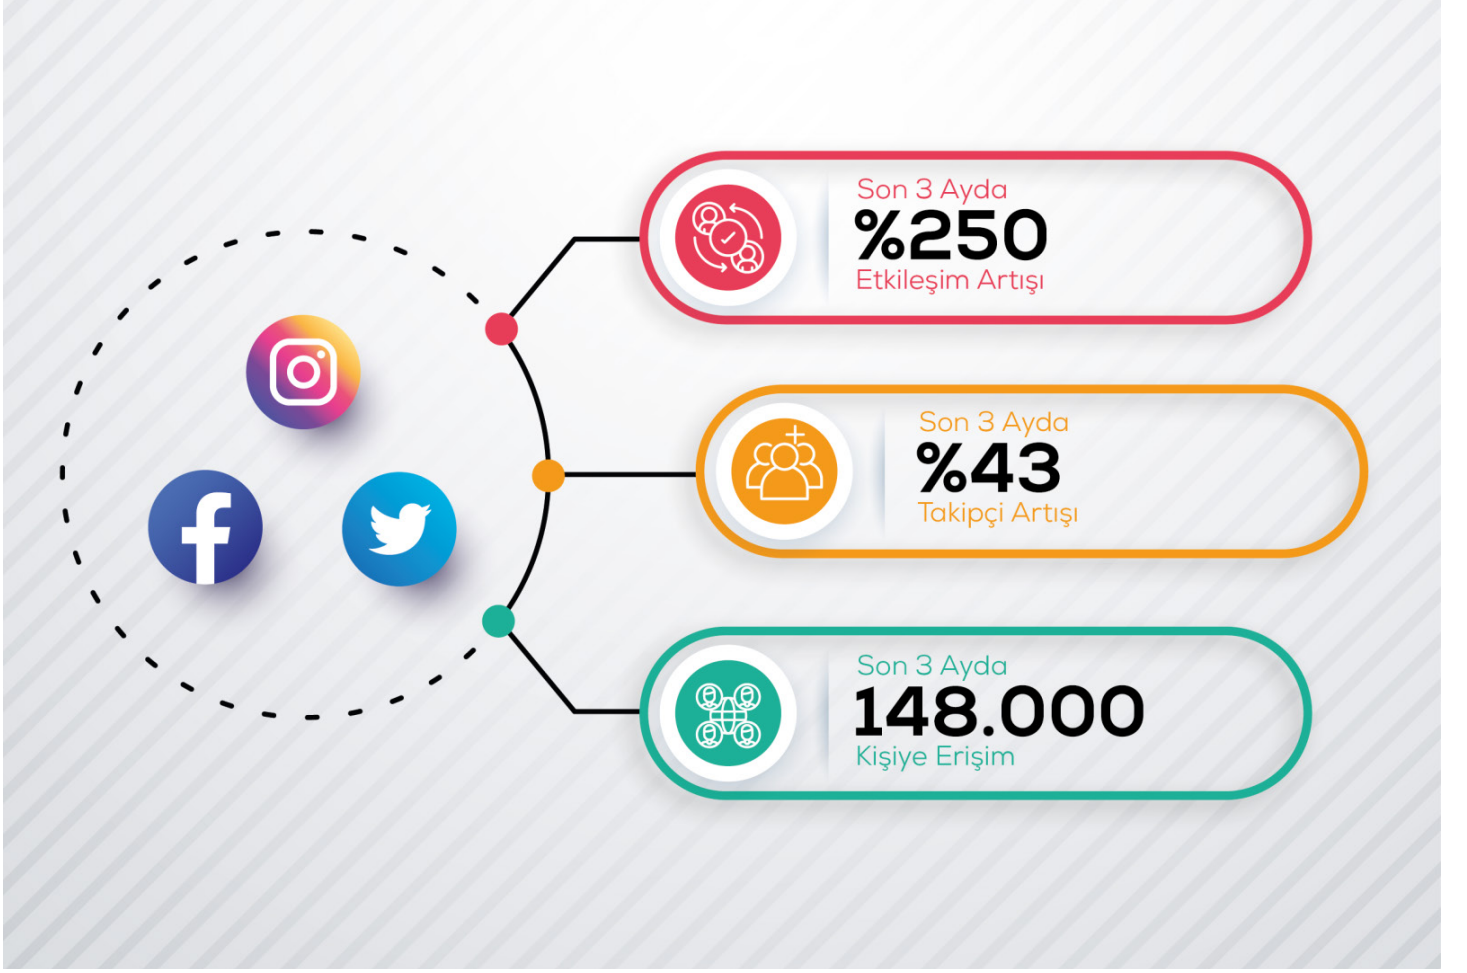 Son 3 Ayda
%250
Etkileşim Artışı
Son 3 Ayda
%43
Takipçi Artışı
Son 3 Ayda
148.000
Kişiye Erişim